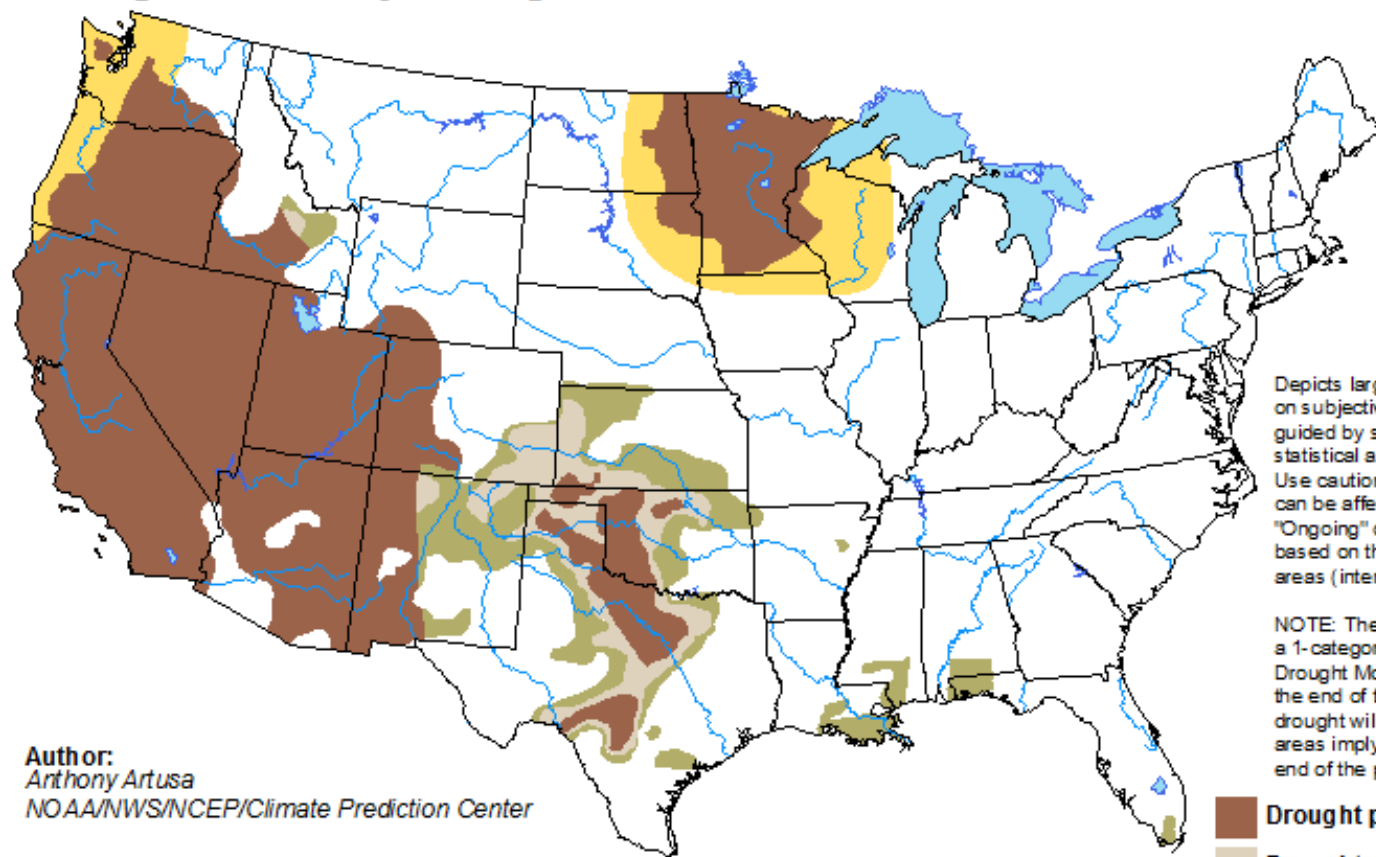 Depicts larg
on subjectiv
guided by s
statistical a
Use caution
can be affe
"Ongoing"
based on th
areas (inter
NOTE: The
a 1-categor
Drought Mo
the end of t
drought wil
areas imply
end of the p
Author:
Anthony Artusa
NOAA/NWS/NCEP/Climate Prediction Center
Drought p